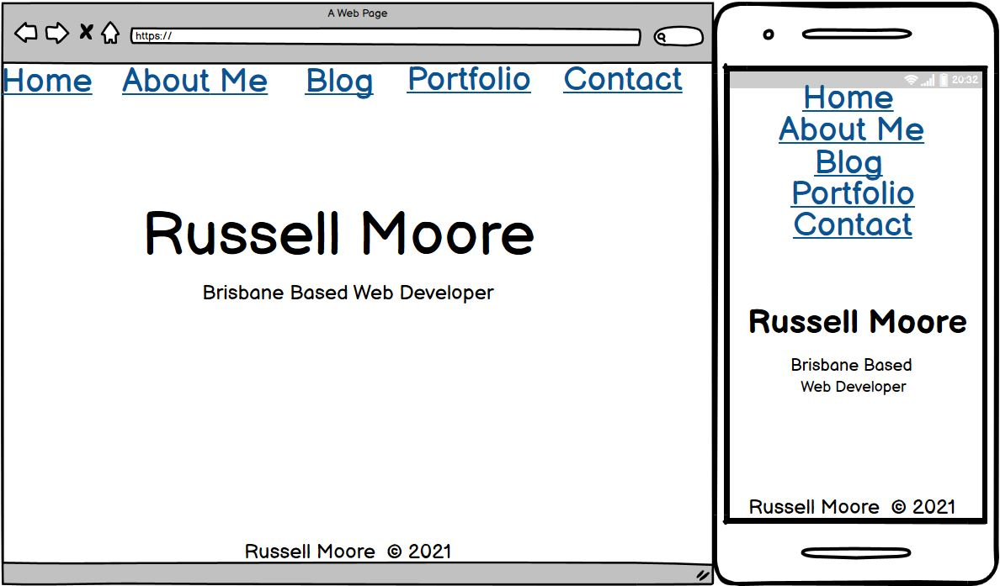 A Web Page
https://
Home About Me Blog Portfolio Contact
Russell Moore
Brisbane Based Web Developer
Russell Moore © 2021
20:32
Home
About Me
Blog
Portfolio
Contact
Russell Moore
Brisbane Based
Web Developer
Russell Moore © 2021